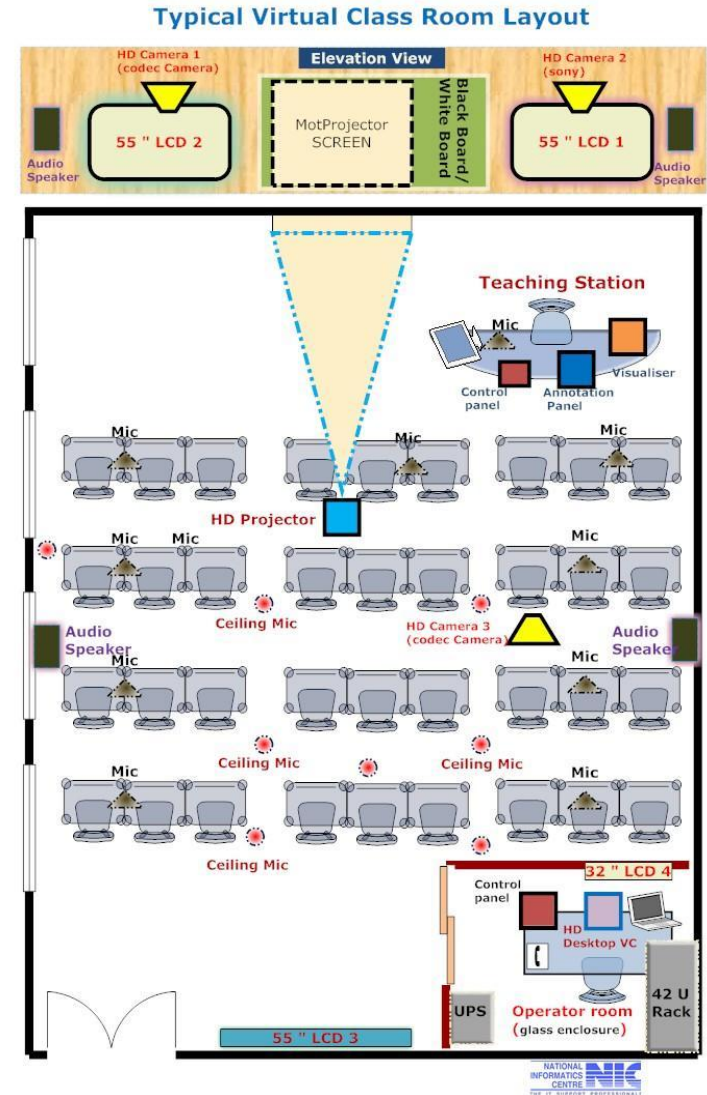 Typical Virtual Class Room Layout
HD Camera 1
(codec Camera)
Elevation View
HD Camera 2
(sony)
55 " LCD 2
MotProjector
SCREEN
Black Board/
White Board
55 " LCD 1
Audio
Speaker
Audio
Speaker
Teaching Station
Mic
Visualiser
Control
panel
Annotation
Panel
Mic
Mic
Mic
HD Projector
Mic
Mic
Mic
Ceiling Mic
HD Camera 3
(codec Camera)
Audio
Speaker
Audio
Speaker
Mic
Mic
Ceiling Mic
Ceiling Mic
Mic
Mic
Ceiling Mic
32 " LCD 4
Control
panel
HD
Desktop VC
42 U
Rack
UPS
Operator room
(glass enclosure)
55 " LCD 3
NATIONAL
INFORMATICS
CENTRE
NIC
THE IT SUPPORT PROFESSIONALS